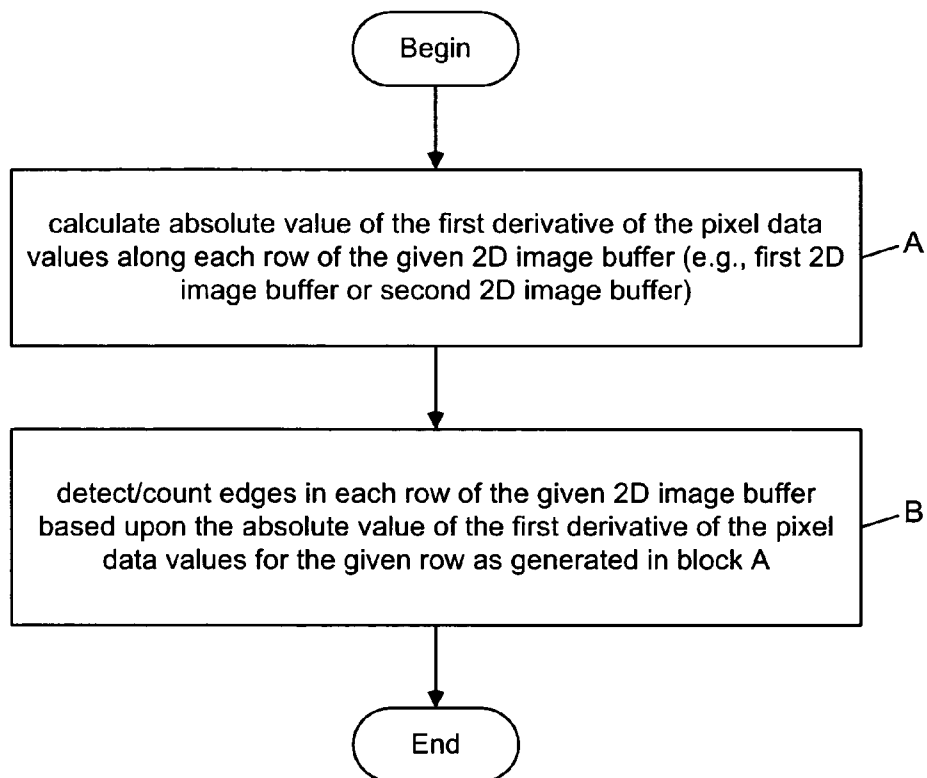 Begin
calculate absolute value of the first derivative of the pixel data
values along each row of the given 2D image buffer (e.g., first 2D
image buffer or second 2D image buffer)
A
detect/count edges in each row of the given 2D image buffer
based upon the absolute value of the first derivative of the pixel
data values for the given row as generated in block A
B
End